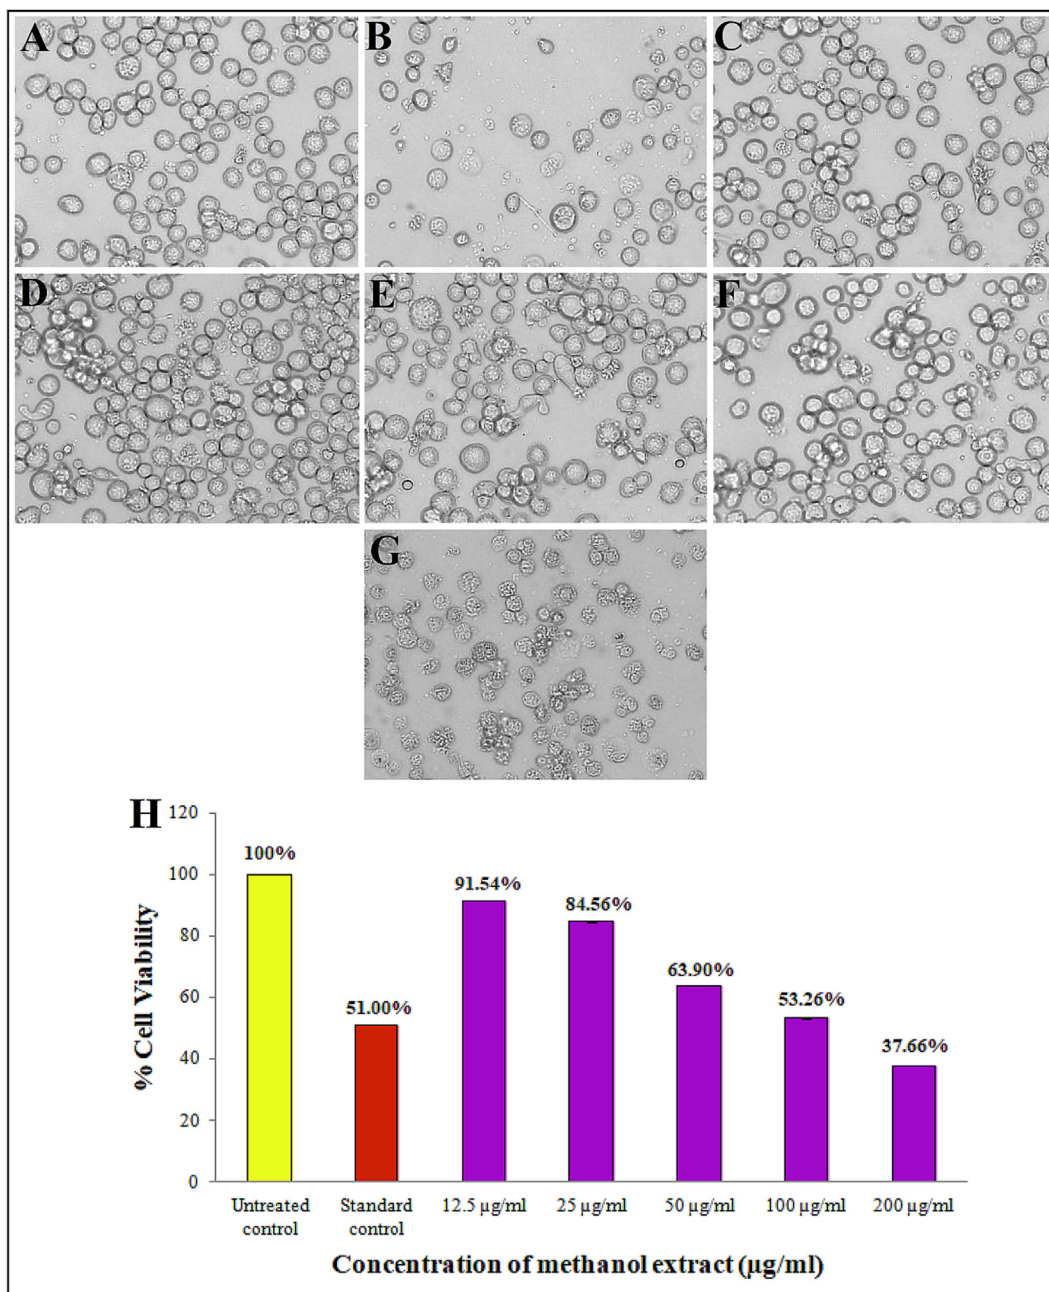 A
B
C
D
E
F
G
H
120
100
80
60
40
20
0
% Cell Viability
100%
51.00%
91.54%
84.56%
63.90%
53.26%
37.66%
Untreated
control
Standard
control
12.5 µg/ml
25 µg/ml
50 µg/ml
100 µg/ml
200 µg/ml
Concentration of methanol extract (µg/ml)